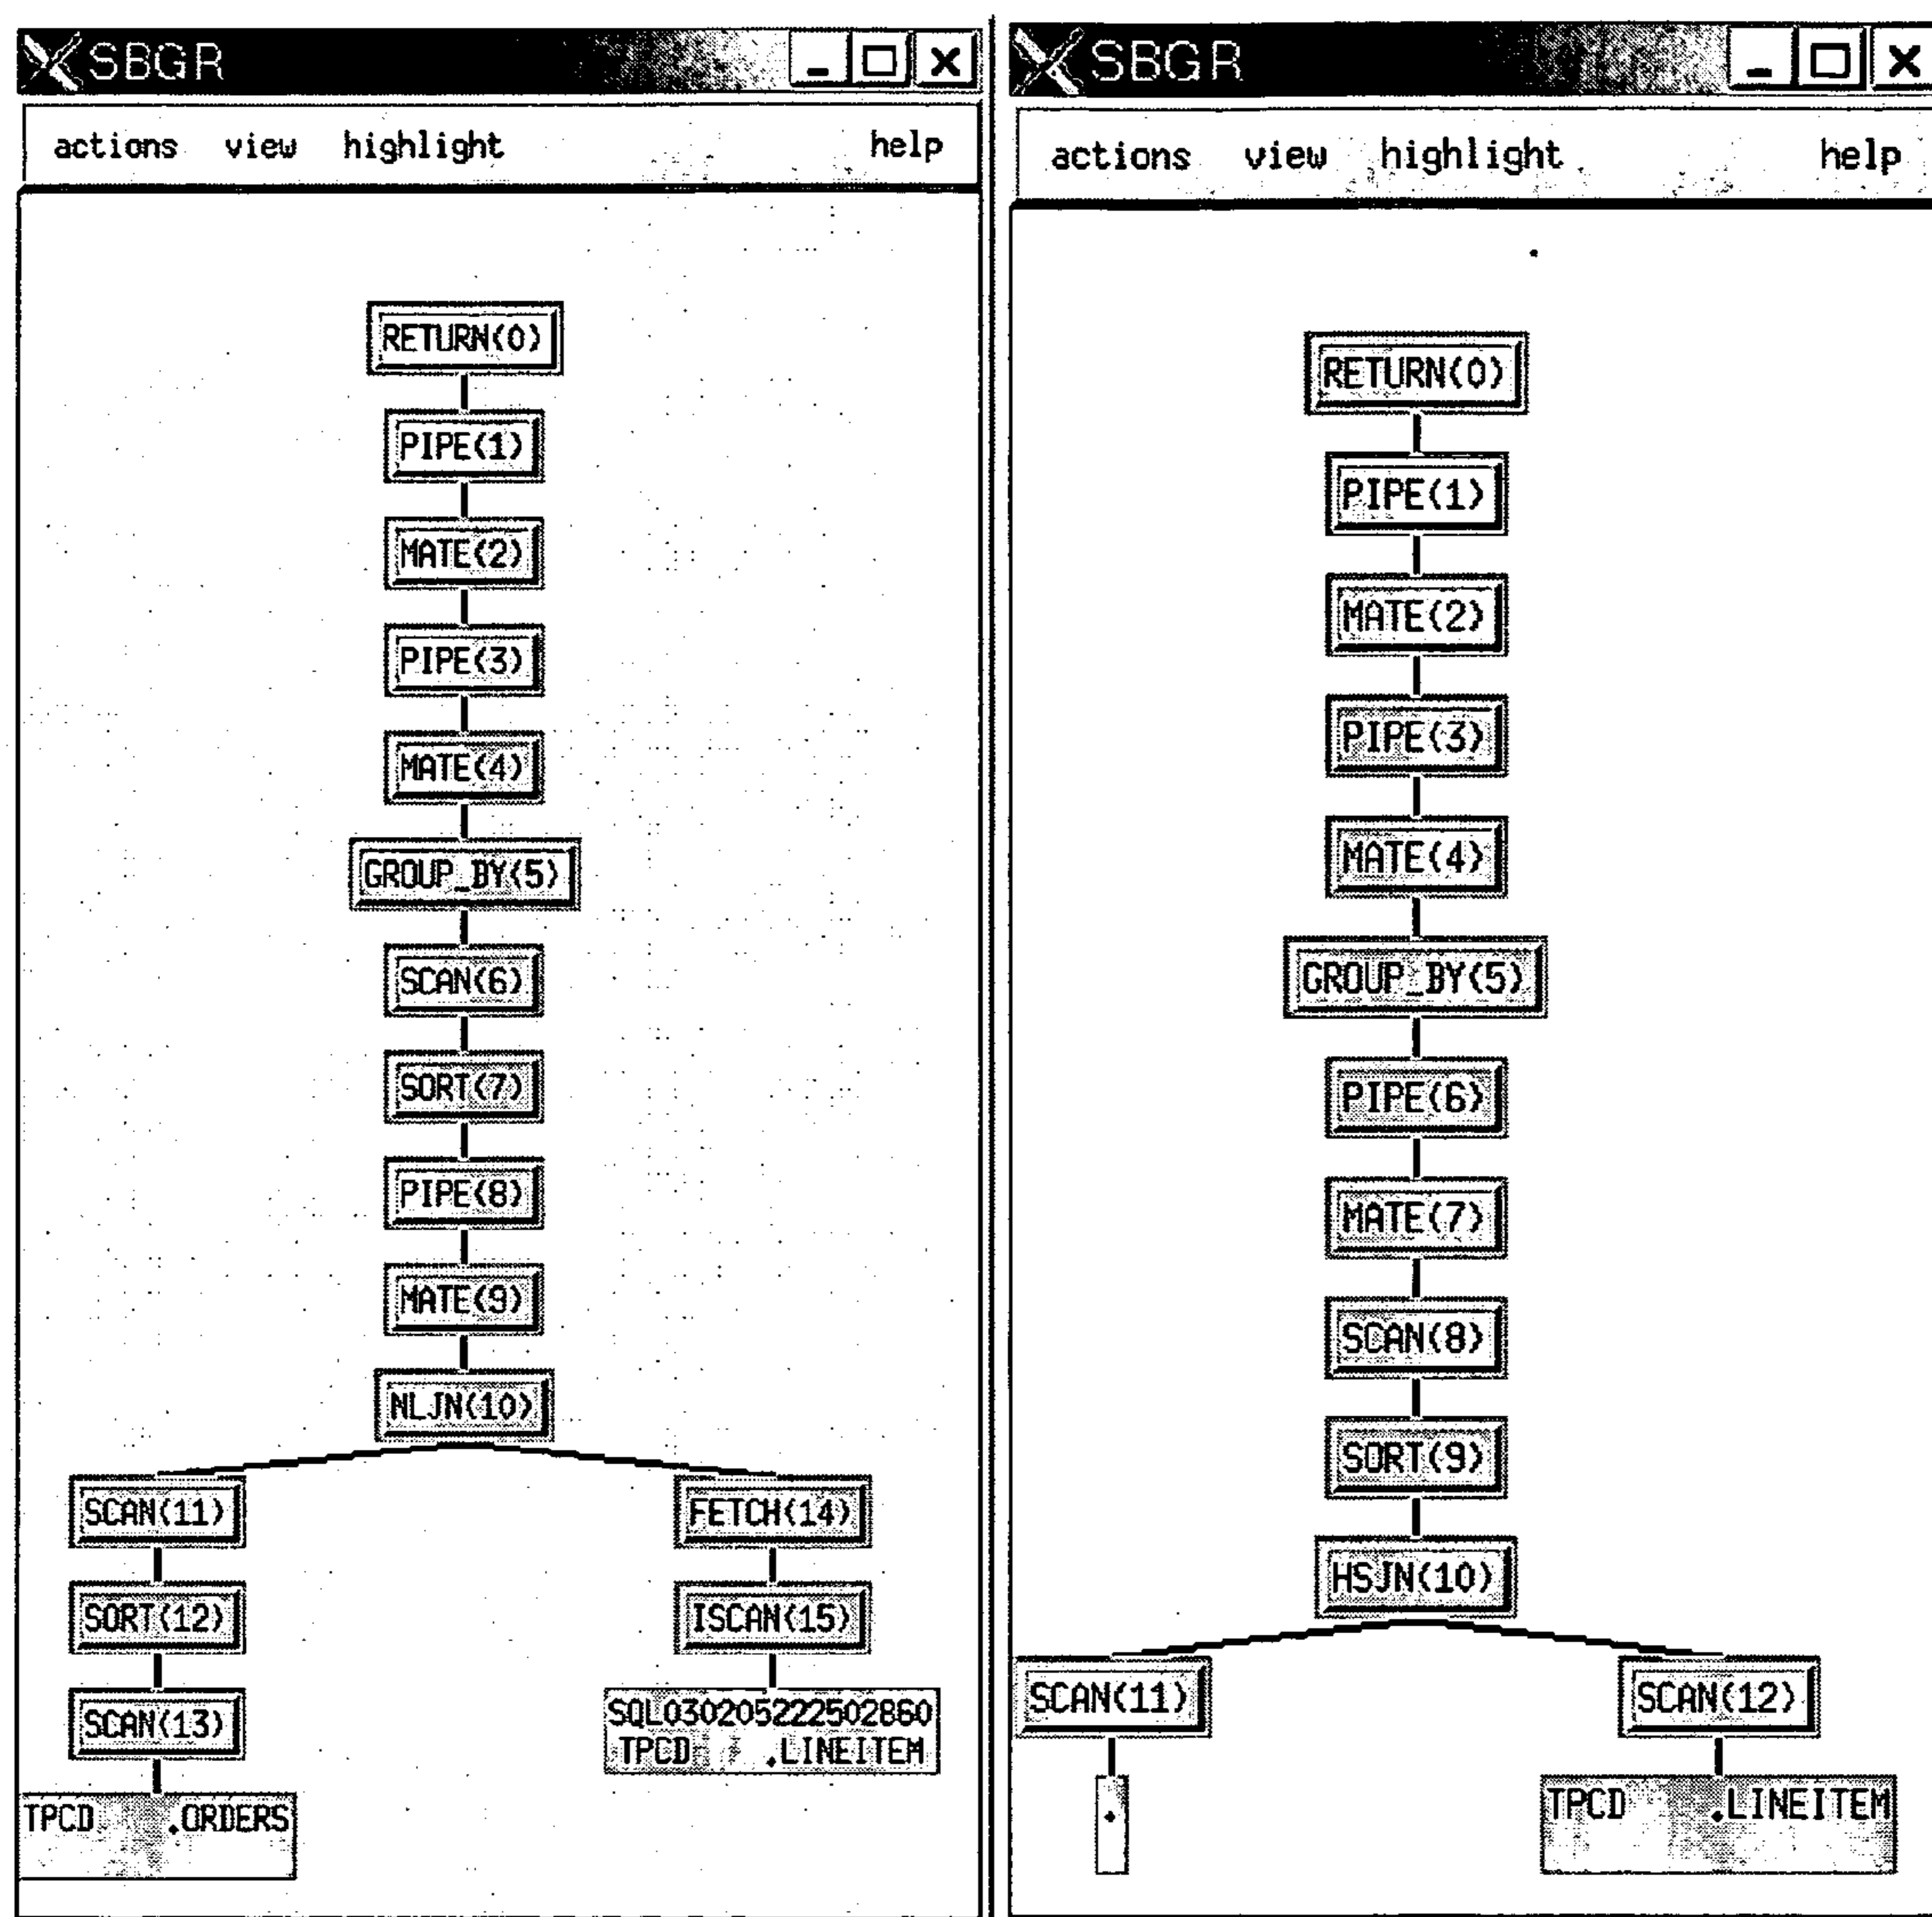 SBGR
actions view highlight help
RETURN(0)
PIPE(1)
MATE(2)
PIPE(3)
MATE(4)
GROUP_BY(5)
SCAN(6)
SORT(7)
PIPE(8)
MATE(9)
NLJN(10)
SCAN(11)
FETCH(14)
SORT(12)
ISCAN(15)
SCAN(13)
SQL030205222502860
TPCD .LINEITEM
TPCD .ORDERS
SBGR
actions view highlight help
RETURN(0)
PIPE(1)
MATE(2)
PIPE(3)
MATE(4)
GROUP_BY(5)
PIPE(6)
MATE(7)
SCAN(8)
SORT(9)
HSJN(10)
SCAN(11)
SCAN(12)
.
TPCD .LINEITEM